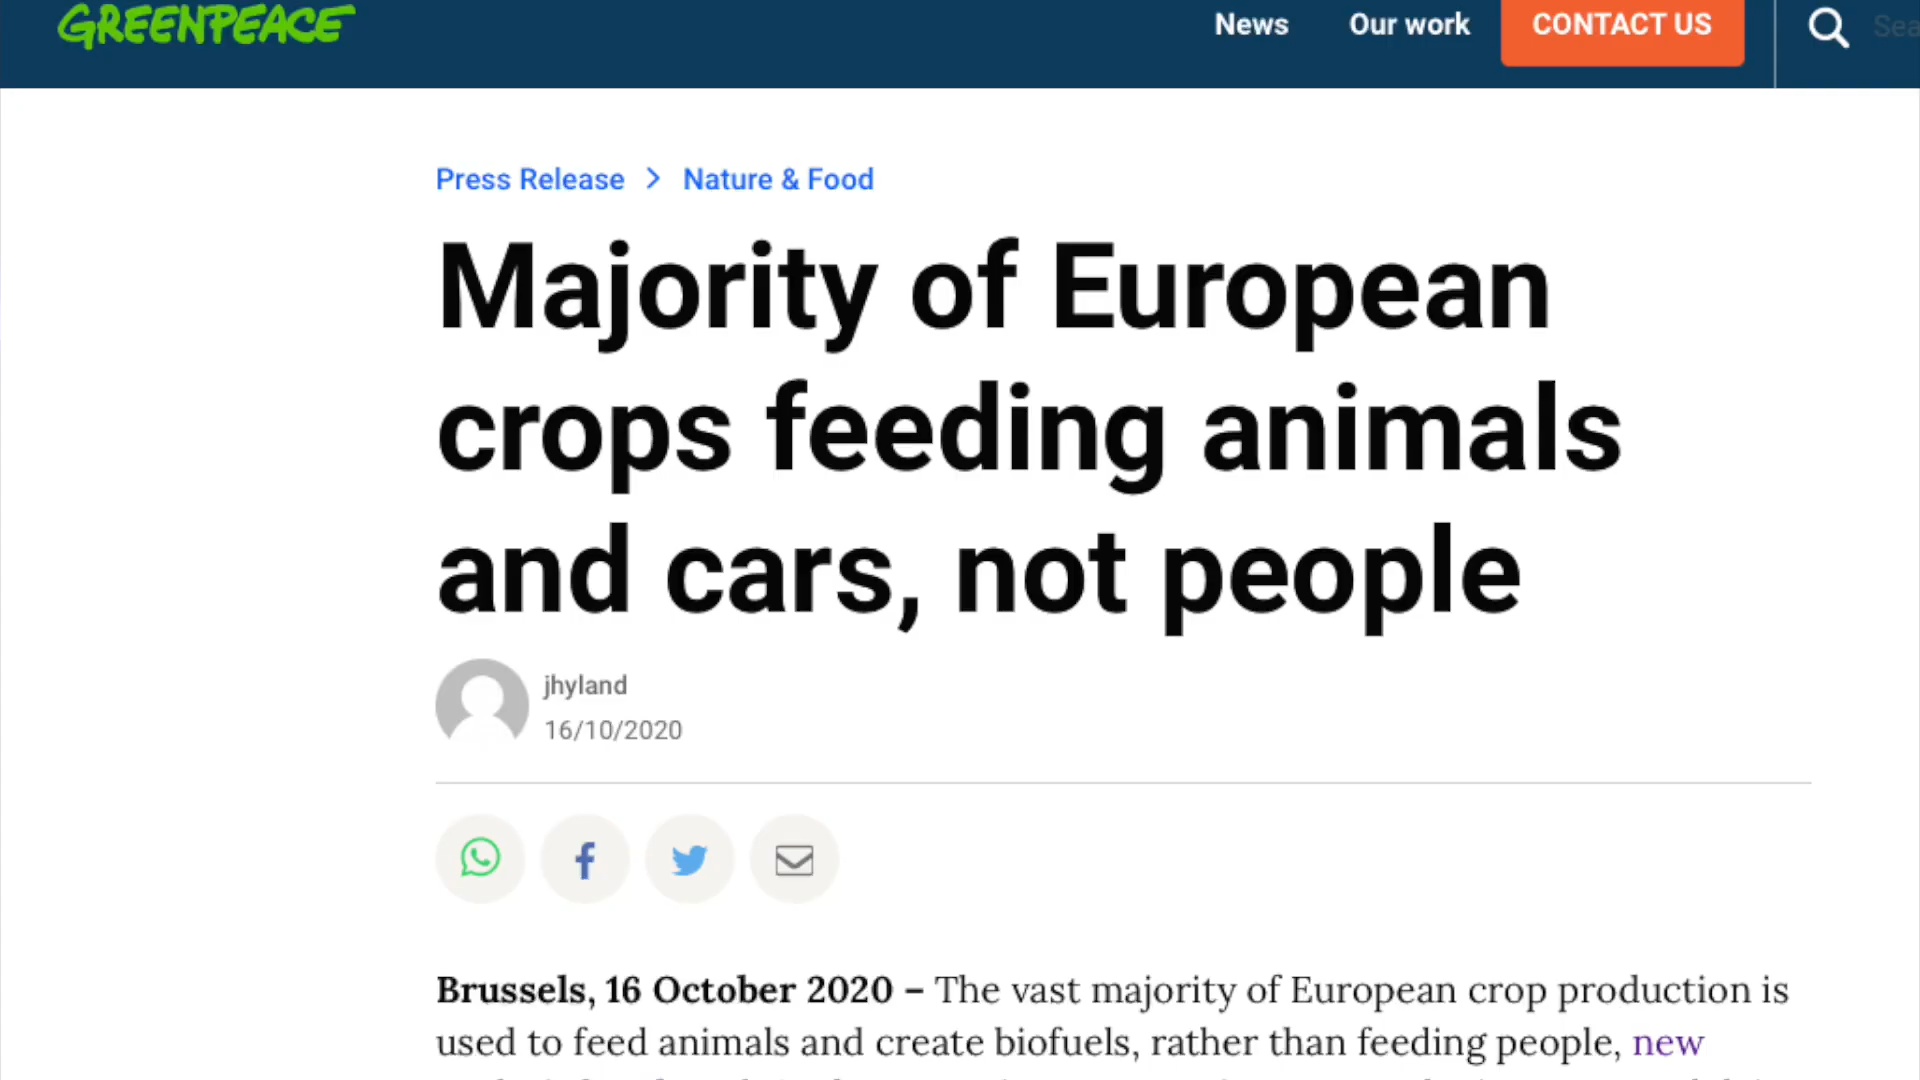 GREENPEACE
News Our work CONTACT US Sea
Press Release > Nature & Food
Majority of European
crops feeding animals
and cars, not people
jhyland
16/10/2020
Brussels, 16 October 2020 – The vast majority of European crop production is
used to feed animals and create biofuels, rather than feeding people, new